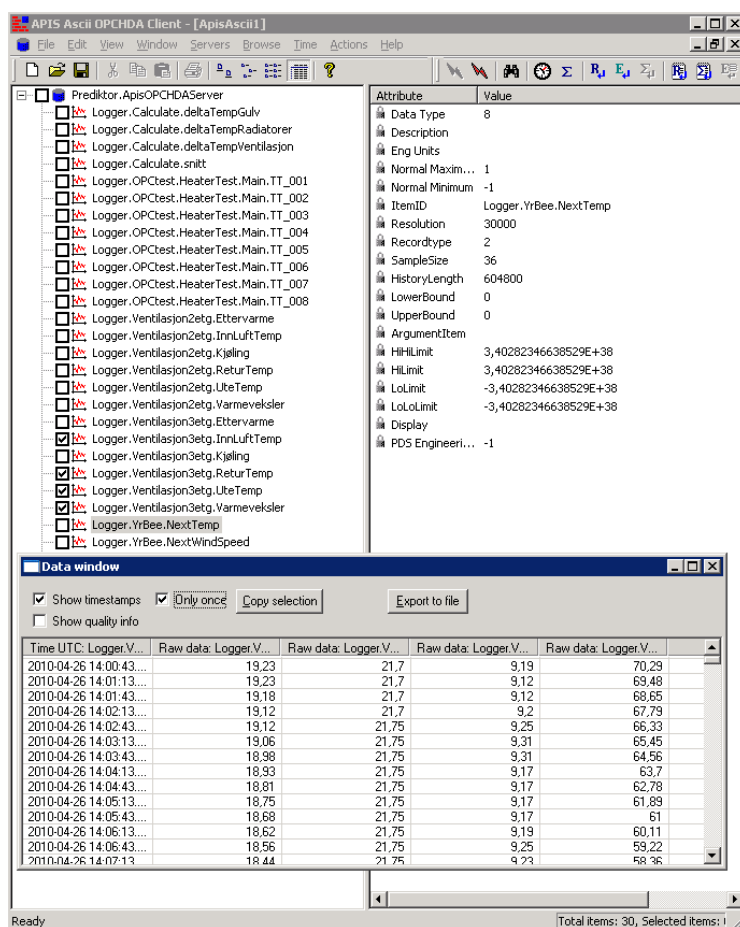 APIS Ascii OPCHDA Client - [ApisAscii1]
File Edit View Window Servers Browse Time Actions Help
Prediktor.ApisOPCHDAServer
Logger.Calculate.deltaTempGulv
Logger.Calculate.deltaTempRadiatorer
Logger.Calculate.deltaTempVentilasjon
Logger.Calculate.snitt
Logger.OPCtest.HeaterTest.Main.TT_001
Logger.OPCtest.HeaterTest.Main.TT_002
Logger.OPCtest.HeaterTest.Main.TT_003
Logger.OPCtest.HeaterTest.Main.TT_004
Logger.OPCtest.HeaterTest.Main.TT_005
Logger.OPCtest.HeaterTest.Main.TT_006
Logger.OPCtest.HeaterTest.Main.TT_007
Logger.OPCtest.HeaterTest.Main.TT_008
Logger.Ventilasjon2etg.Ettervarme
Logger.Ventilasjon2etg.InnLuftTemp
Logger.Ventilasjon2etg.Kjøling
Logger.Ventilasjon2etg.ReturTemp
Logger.Ventilasjon2etg.UteTemp
Logger.Ventilasjon2etg.Varmeveksler
Logger.Ventilasjon3etg.Ettervarme
Logger.Ventilasjon3etg.InnLuftTemp
Logger.Ventilasjon3etg.Kjøling
Logger.Ventilasjon3etg.ReturTemp
Logger.Ventilasjon3etg.UteTemp
Logger.Ventilasjon3etg.Varmeveksler
Logger.YrBee.NextTemp
Logger.YrBee.NextWindSpeed
Attribute Value
Data Type 8
Description
Eng Units
Normal Maxim... 1
Normal Minimum -1
ItemID Logger.YrBee.NextTemp
Resolution 30000
Recordtype 2
SampleSize 36
HistoryLength 604800
LowerBound 0
UpperBound 0
ArgumentItem
HiHiLimit 3,40282346638529E+38
HiLimit 3,40282346638529E+38
LoLimit -3,40282346638529E+38
LoLoLimit -3,40282346638529E+38
Display
PDS Engineeri... -1
Data window
Show timestamps Only once Copy selection Export to file
Show quality info
Time UTC: Logger.V... Raw data: Logger.V... Raw data: Logger.V... Raw data: Logger.V... Raw data: Logger.V...
2010-04-26 14:00:43.... 19,23 21,7 9,19 70,29
2010-04-26 14:01:13.... 19,23 21,7 9,12 69,48
2010-04-26 14:01:43.... 19,18 21,7 9,12 68,65
2010-04-26 14:02:13.... 19,12 21,7 9,2 67,79
2010-04-26 14:02:43.... 19,12 21,75 9,25 66,33
2010-04-26 14:03:13.... 19,06 21,75 9,31 65,45
2010-04-26 14:03:43.... 18,98 21,75 9,31 64,56
2010-04-26 14:04:13.... 18,93 21,75 9,17 63,7
2010-04-26 14:04:43.... 18,81 21,75 9,17 62,78
2010-04-26 14:05:13.... 18,75 21,75 9,17 61,89
2010-04-26 14:05:43.... 18,68 21,75 9,17 61
2010-04-26 14:06:13.... 18,62 21,75 9,19 60,11
2010-04-26 14:06:43.... 18,56 21,75 9,25 59,22
2010-04-26 14:07:13.... 18,44 21,75 9,23 58,36
Ready Total items: 30, Selected items: